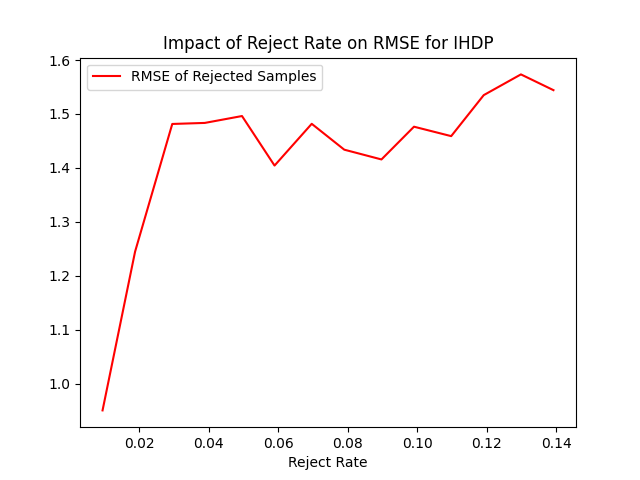 Impact of Reject Rate on RMSE for IHDP
RMSE of Rejected Samples
1.6
1.5
1.4
1.3
1.2
1.1
1.0
0.02 0.04 0.06 0.08 0.10 0.12 0.14
Reject Rate